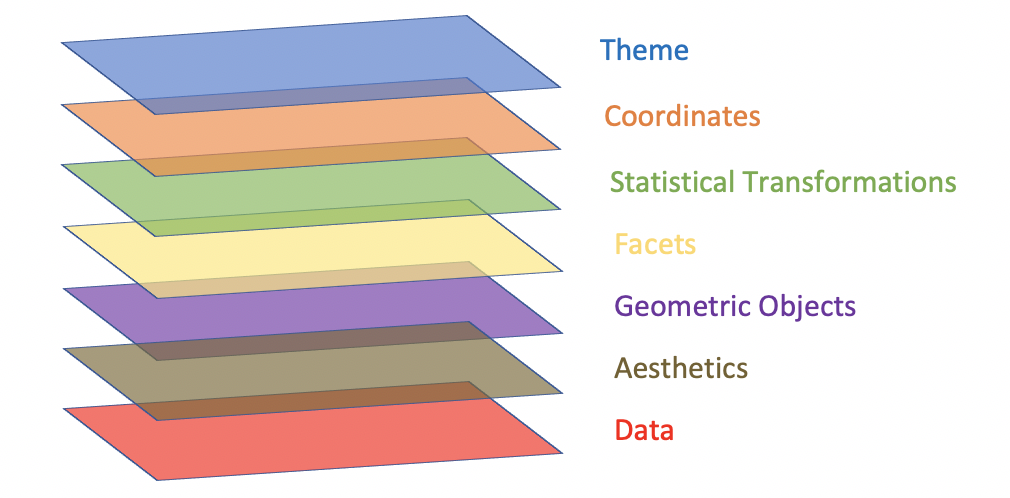 Theme
Coordinates
Statistical Transformations
Facets
Geometric Objects
Aesthetics
Data